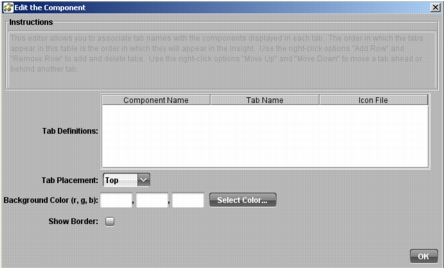 Edit the Component
Instructions
This editor allows you to associate tab names with the components displayed in each tab. The order in which the tabs
appear in this table is the order in which they will appear in the Insight. Use the right-click options "Add Row" and
"Remove Row" to add and delete tabs. Use the right-click options "Move Up" and "Move Down" to move a tab ahead or
behind another tab.
Component Name Tab Name Icon File
Tab Definitions:
Tab Placement: Top
Background Color (r, g, b): , , Select Color...
Show Border:
OK